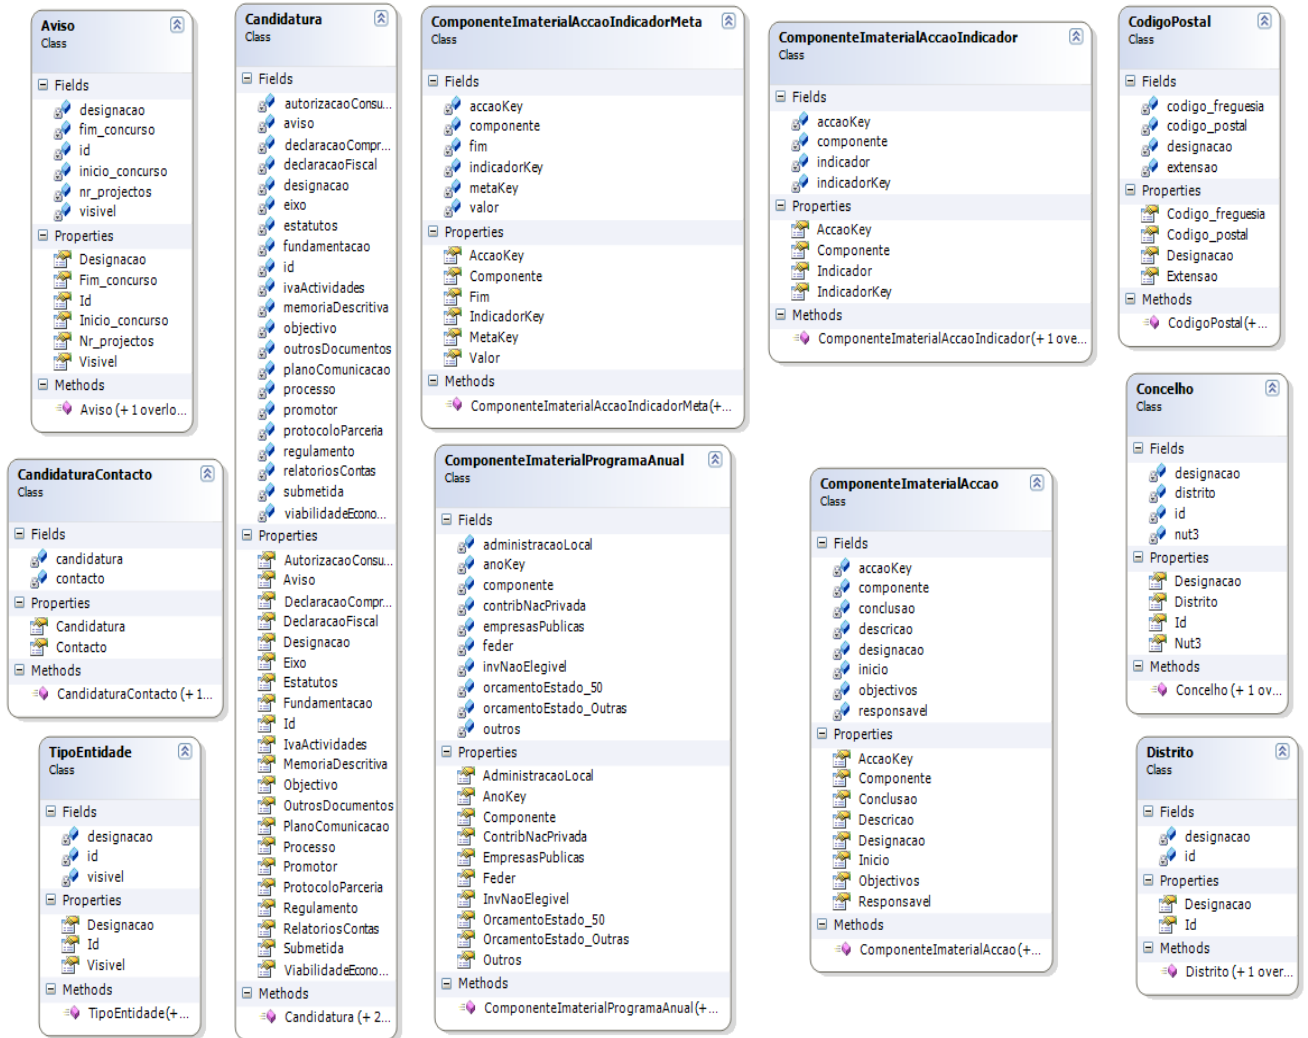 Aviso
Class
Fields
designacao
fim_concurso
id
inicio_concurso
nr_projectos
visivel
Properties
Designacao
Fim_concurso
Id
Inicio_concurso
Nr_projectos
Visivel
Methods
Aviso (+ 1 overlo...
CandidaturaContacto
Class
Fields
candidatura
contacto
Properties
Candidatura
Contacto
Methods
CandidaturaContacto (+ 1...
TipoEntidade
Class
Fields
designacao
id
visivel
Properties
Designacao
Id
Visivel
Methods
TipoEntidade(+...
Candidatura
Class
Fields
autorizacaoConsu...
aviso
declaracaoCompr...
declaracaoFiscal
designacao
eixo
estatutos
fundamentacao
id
ivaActividades
memoriaDescritiva
objectivo
outrosDocumentos
planoComunicacao
processo
promotor
protocoloParceria
regulamento
relatoriosContas
submetida
viabilidadeEcono...
Properties
AutorizacaoConsu...
Aviso
DeclaracaoCompr...
DeclaracaoFiscal
Designacao
Eixo
Estatutos
Fundamentacao
Id
IvaActividades
MemoriaDescritiva
Objectivo
OutrosDocumentos
PlanoComunicacao
Processo
Promotor
ProtocoloParceria
Regulamento
RelatoriosContas
Submetida
ViabilidadeEcono...
Methods
Candidatura (+ 2...
ComponenteImaterialAccaoIndicadorMeta
Class
Fields
accaoKey
componente
fim
indicadorKey
metaKey
valor
Properties
AccaoKey
Componente
Fim
IndicadorKey
MetaKey
Valor
Methods
ComponenteImaterialAccaoIndicadorMeta(+...
ComponenteImaterialProgramaAnual
Class
Fields
administracaoLocal
anoKey
componente
contribNacPrivada
empresasPublicas
feder
invNaoElegivel
orcamentoEstado_50
orcamentoEstado_Outras
outros
Properties
AdministracaoLocal
AnoKey
Componente
ContribNacPrivada
EmpresasPublicas
Feder
InvNaoElegivel
OrcamentoEstado_50
OrcamentoEstado_Outras
Outros
Methods
ComponenteImaterialProgramaAnual(+...
ComponenteImaterialAccaoIndicador
Class
Fields
accaoKey
componente
indicador
indicadorKey
Properties
AccaoKey
Componente
Indicador
IndicadorKey
Methods
ComponenteImaterialAccaoIndicador(+ 1 ove...
ComponenteImaterialAccao
Class
Fields
accaoKey
componente
conclusao
descricao
designacao
inicio
objectivos
responsavel
Properties
AccaoKey
Componente
Conclusao
Descricao
Designacao
Inicio
Objectivos
Responsavel
Methods
ComponenteImaterialAccao (+...
CodigoPostal
Class
Fields
codigo_freguesia
codigo_postal
designacao
extensao
Properties
Codigo_freguesia
Codigo_postal
Designacao
Extensao
Methods
CodigoPostal(+...
Concelho
Class
Fields
designacao
distrito
id
nut3
Properties
Designacao
Distrito
Id
Nut3
Methods
Concelho (+ 1 ov...
Distrito
Class
Fields
designacao
id
Properties
Designacao
Id
Methods
Distrito (+ 1 over...